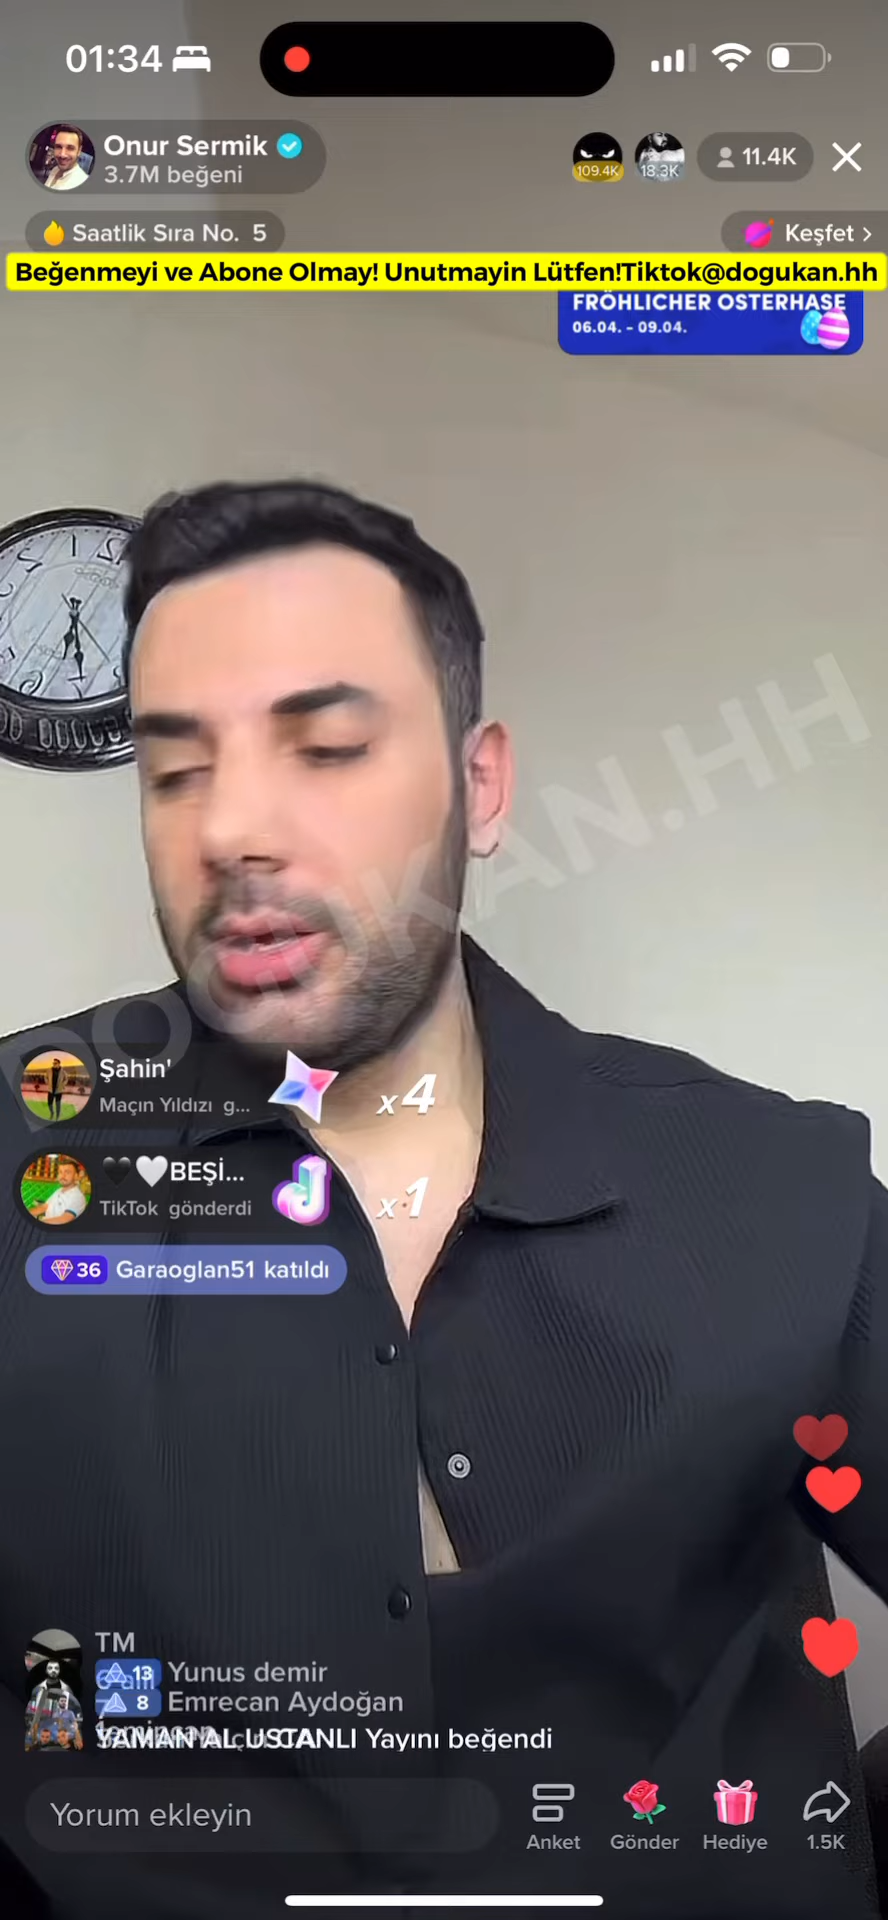 01:34
Onur Sermik
3.7M beğeni
109.4K
18.3K
11.4K
Saatlik Sıra No. 5
Keşfet >
Beğenmeyi ve Abone Olmay! Unutmayin Lütfen!Tiktok@dogukan.hh
FRÖHLICHER OSTERHASE
06.04. - 09.04.
DOGUKAN.HH
Şahin'
Maçın Yıldızı g...
x4
BEŞİ...
TikTok gönderdi
x1
36 Garaoglan51 katıldı
TM
13 Yunus demir
8 Emrecan Aydoğan
Yayını beğendi
Yorum ekleyin
Anket
Gönder
Hediye
1.5K